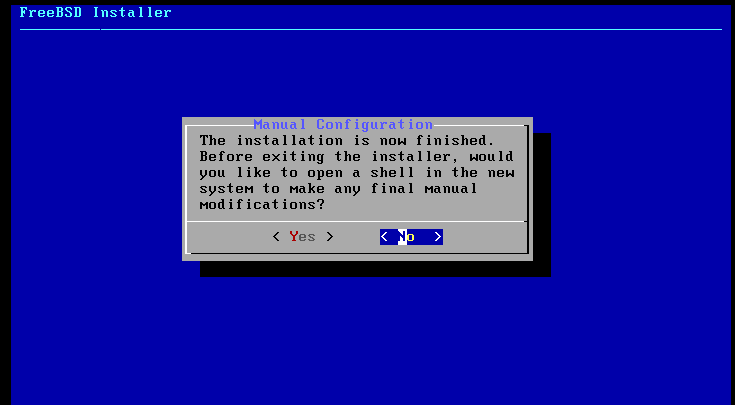 FreeBSD Installer
Manual Configuration
The installation is now finished.
Before exiting the installer, would
you like to open a shell in the new
system to make any final manual
modifications?
< Yes > < No >